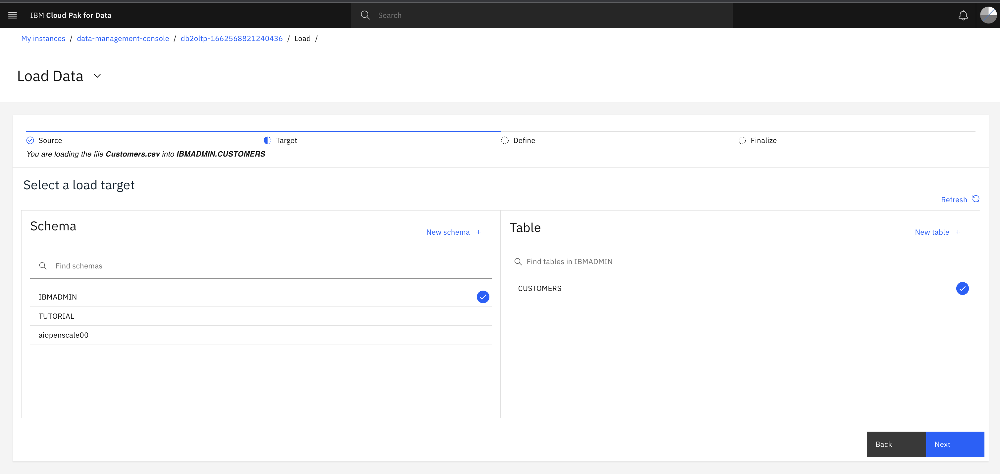 IBM Cloud Pak for Data
Search
My instances / data-management-console / db2oltp-1662568821240436 / Load /
Load Data
Source
Target
Define
Finalize
You are loading the file Customers.csv into IBMADMIN.CUSTOMERS
Select a load target
Refresh
Schema
New schema +
Find schemas
IBMADMIN
TUTORIAL
aiopenscale00
Table
New table +
Find tables in IBMADMIN
CUSTOMERS
Back
Next